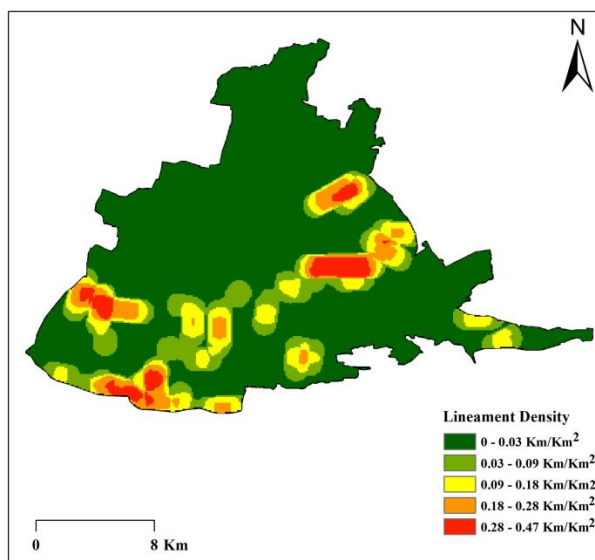 N
Lineament Density
0 - 0.03 Km/Km²
0.03 - 0.09 Km/Km²
0.09 - 0.18 Km/Km2
0.18 - 0.28 Km/Km²
0.28 - 0.47 Km/Km²
0 8 Km